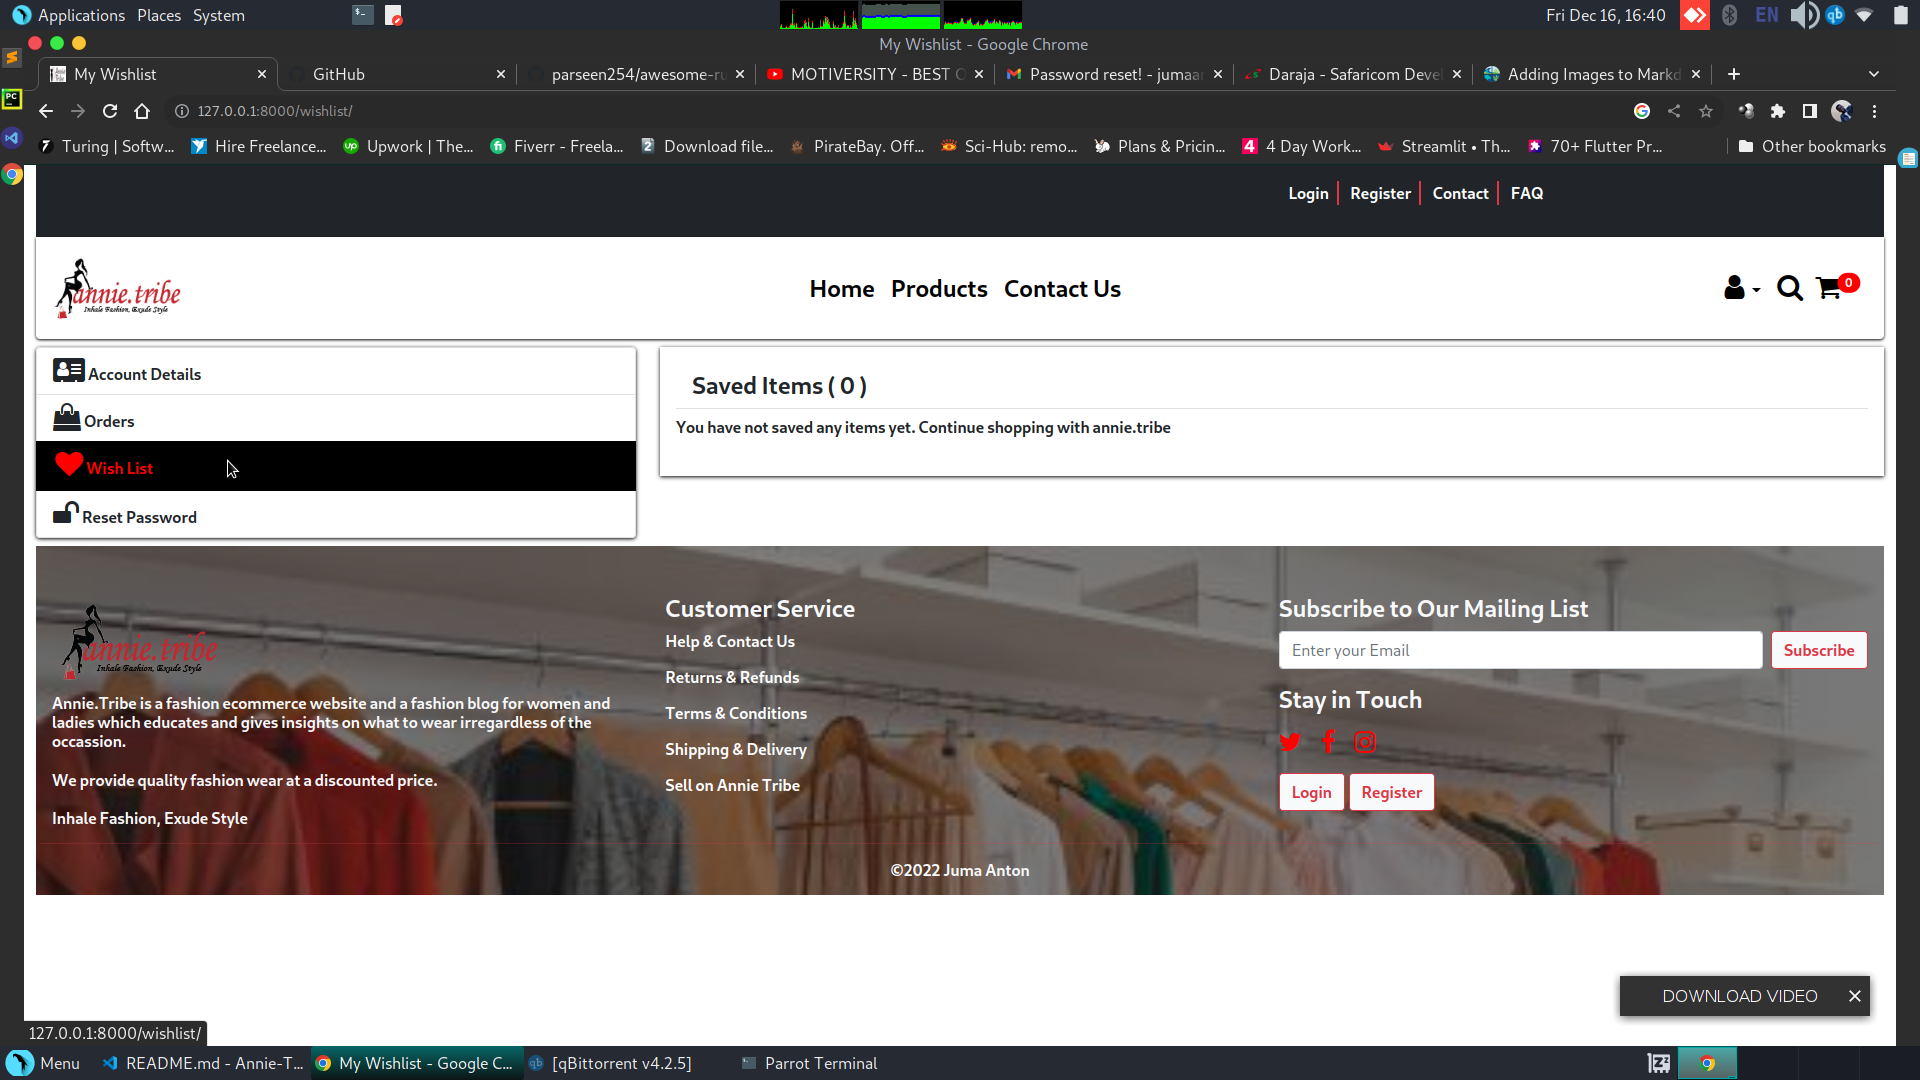 Applications Places System
Fri Dec 16, 16:40 EN
My Wishlist - Google Chrome
My Wishlist
GitHub
parseen254/awesome-ru
MOTIVERSITY - BEST O
Password reset! - jumaar
Daraja - Safaricom Deve
Adding Images to Markd
127.0.0.1:8000/wishlist/
Turing | Softw...
Hire Freelance...
Upwork | The...
Fiverr - Freela...
Download file...
PirateBay. Off...
Sci-Hub: remo...
Plans & Pricin...
4 Day Work...
Streamlit • Th...
70+ Flutter Pr...
Other bookmarks
Login Register Contact FAQ
annie.tribe
Inhale Fashion, Exude Style
Home Products Contact Us
0
Account Details
Orders
Wish List
Reset Password
Saved Items ( 0 )
You have not saved any items yet. Continue shopping with annie.tribe
annie.tribe
Inhale Fashion, Exude Style
Annie.Tribe is a fashion ecommerce website and a fashion blog for women and
ladies which educates and gives insights on what to wear irregardless of the
occassion.
We provide quality fashion wear at a discounted price.
Inhale Fashion, Exude Style
Customer Service
Help & Contact Us
Returns & Refunds
Terms & Conditions
Shipping & Delivery
Sell on Annie Tribe
Subscribe to Our Mailing List
Enter your Email
Subscribe
Stay in Touch
Login Register
©2022 Juma Anton
DOWNLOAD VIDEO
127.0.0.1:8000/wishlist/
Menu
README.md - Annie-T...
My Wishlist - Google C...
[qBittorrent v4.2.5]
Parrot Terminal